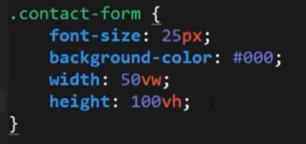 .contact-form {
font-size: 25px;
background-color: #000;
width: 50vw;
height: 100vh;
}